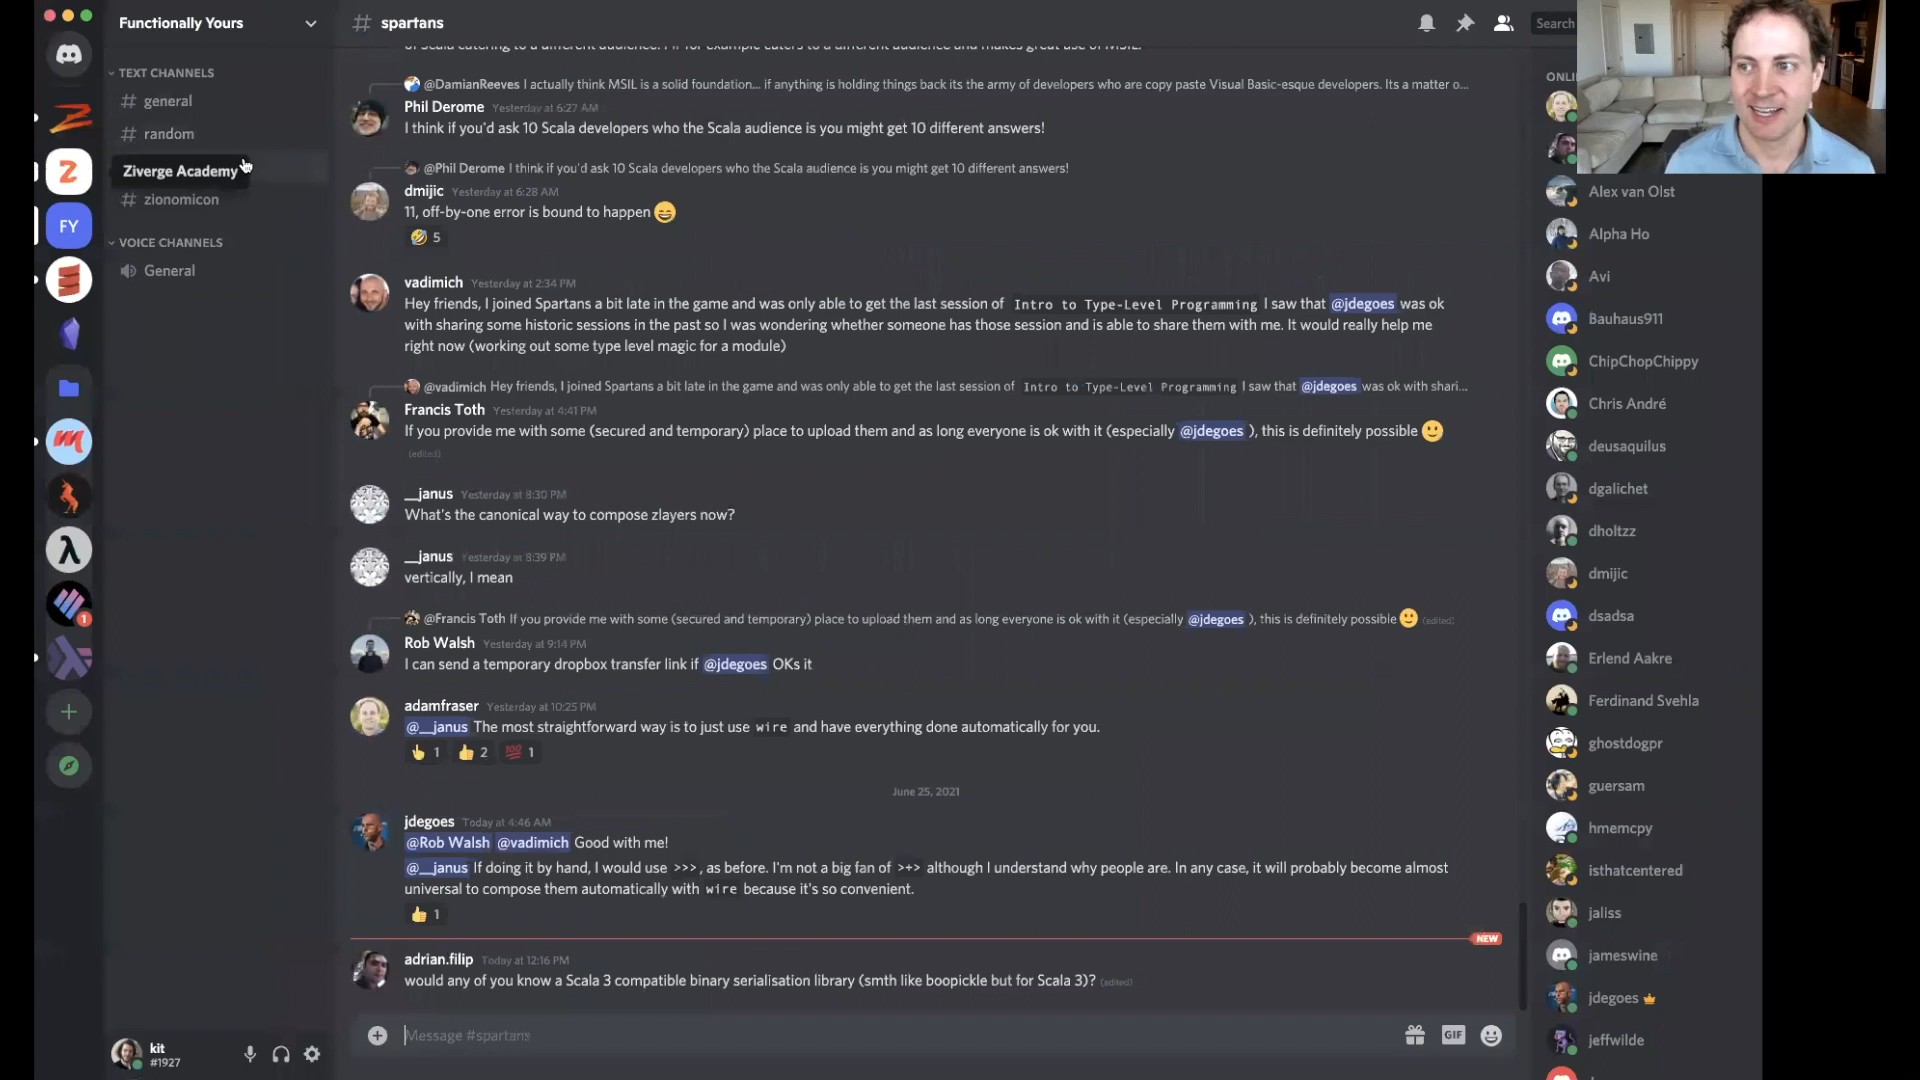 Functionally Yours
# spartans
Search
TEXT CHANNELS
# general
# random
Ziverge Academy
# zionomicon
VOICE CHANNELS
General
FY
1
@DamianReeves I actually think MSIL is a solid foundation... if anything is holding things back its the army of developers who are copy paste Visual Basic-esque developers. Its a matter o...
Phil Derome Yesterday at 6:27 AM
I think if you'd ask 10 Scala developers who the Scala audience is you might get 10 different answers!
@Phil Derome I think if you'd ask 10 Scala developers who the Scala audience is you might get 10 different answers!
dmijic Yesterday at 6:28 AM
11, off-by-one error is bound to happen 😄
🤣 5
vadimich Yesterday at 2:34 PM
Hey friends, I joined Spartans a bit late in the game and was only able to get the last session of Intro to Type-Level Programming I saw that @jdegoes was ok
with sharing some historic sessions in the past so I was wondering whether someone has those session and is able to share them with me. It would really help me
right now (working out some type level magic for a module)
@vadimich Hey friends, I joined Spartans a bit late in the game and was only able to get the last session of Intro to Type-Level Programming I saw that @jdegoes was ok with shari...
Francis Toth Yesterday at 4:41 PM
If you provide me with some (secured and temporary) place to upload them and as long everyone is ok with it (especially @jdegoes ), this is definitely possible 🙂
(edited)
__janus Yesterday at 8:30 PM
What's the canonical way to compose zlayers now?
__janus Yesterday at 8:39 PM
vertically, I mean
@Francis Toth If you provide me with some (secured and temporary) place to upload them and as long everyone is ok with it (especially @jdegoes ), this is definitely possible 🙂 (edited)
Rob Walsh Yesterday at 9:14 PM
I can send a temporary dropbox transfer link if @jdegoes OKs it
adamfraser Yesterday at 10:25 PM
@__janus The most straightforward way is to just use wire and have everything done automatically for you.
👆 1 👍 2 💯 1
June 25, 2021
jdegoes Today at 4:46 AM
@Rob Walsh @vadimich Good with me!
@__janus If doing it by hand, I would use >>>, as before. I'm not a big fan of >+> although I understand why people are. In any case, it will probably become almost
universal to compose them automatically with wire because it's so convenient.
👍 1
NEW
adrian.filip Today at 12:16 PM
would any of you know a Scala 3 compatible binary serialisation library (smth like boopickle but for Scala 3)? (edited)
Message #spartans
GIF
kit
#1927
Alex van Olst
Alpha Ho
Avi
Bauhaus911
ChipChopChippy
Chris André
deusaquilus
dgalichet
dholtzz
dmijic
dsadsa
Erlend Aakre
Ferdinand Svehla
ghostdogpr
guersam
hmemcpy
isthatcentered
jaliss
jameswine
jdegoes
jeffwilde